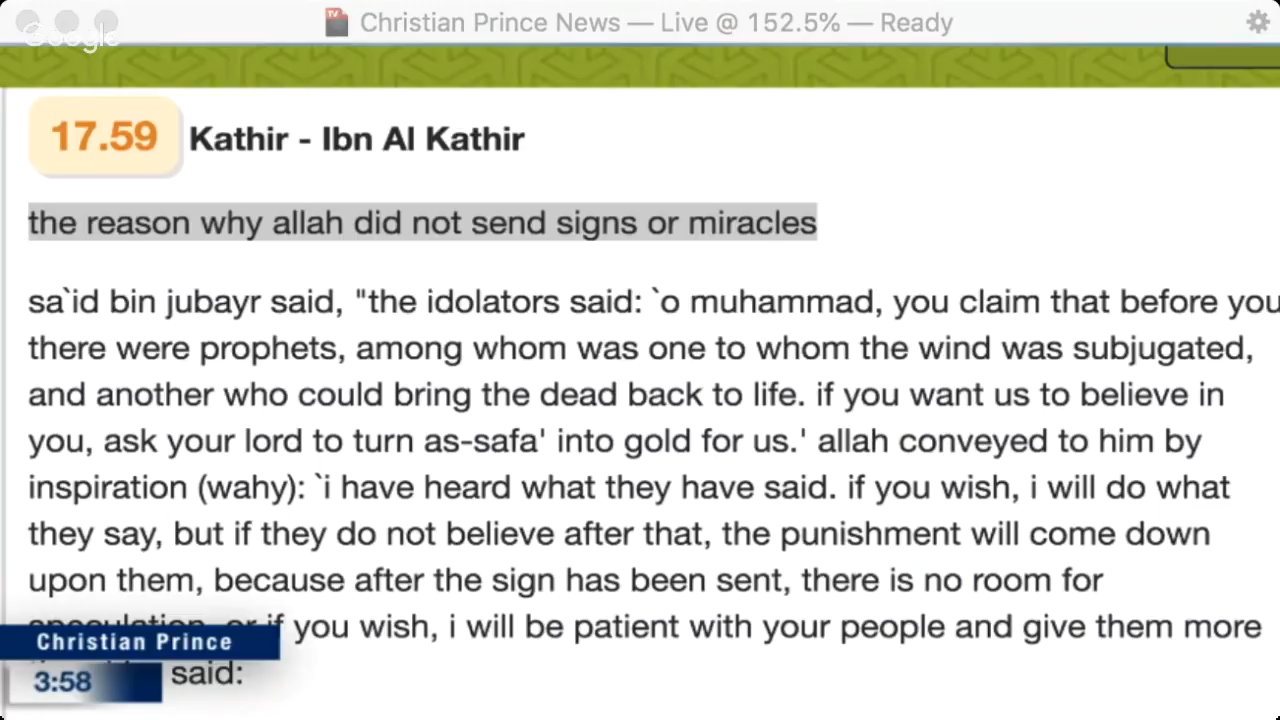 Christian Prince News — Live @ 152.5% — Ready
Google
17.59 Kathir - Ibn Al Kathir
the reason why allah did not send signs or miracles
sa`id bin jubayr said, "the idolators said: `o muhammad, you claim that before you
there were prophets, among whom was one to whom the wind was subjugated,
and another who could bring the dead back to life. if you want us to believe in
you, ask your lord to turn as-safa' into gold for us.' allah conveyed to him by
inspiration (wahy): `i have heard what they have said. if you wish, i will do what
they say, but if they do not believe after that, the punishment will come down
upon them, because after the sign has been sent, there is no room for
speculation. or if you wish, i will be patient with your people and give them more
Christian Prince
said:
3:58